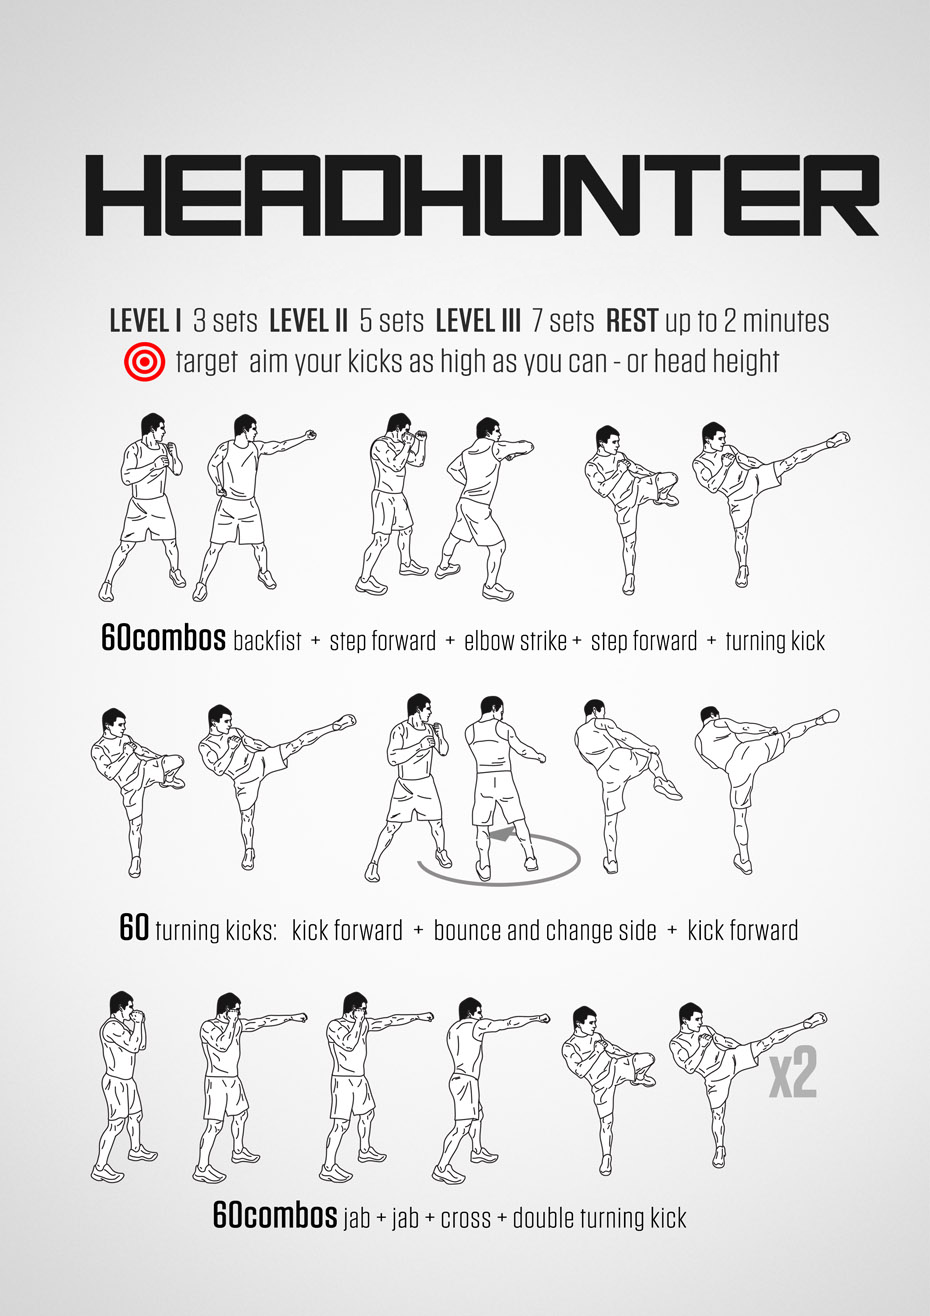 HEADHUNTER
LEVEL I 3 sets LEVEL II 5 sets LEVEL III 7 sets REST up to 2 minutes
target aim your kicks as high as you can - or head height
60combos backfist + step forward + elbow strike + step forward + turning kick
60 turning kicks: kick forward + bounce and change side + kick forward
x2
60combos jab + jab + cross + double turning kick